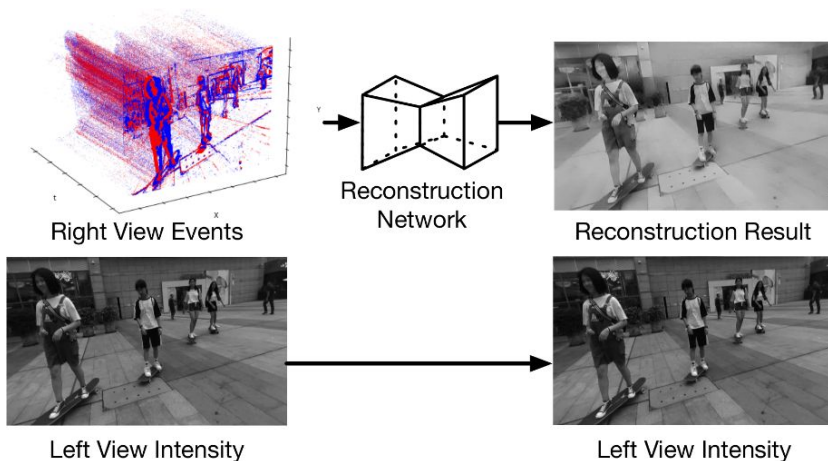 Y
t
x
Reconstruction
Network
Right View Events
Reconstruction Result
Left View Intensity
Left View Intensity